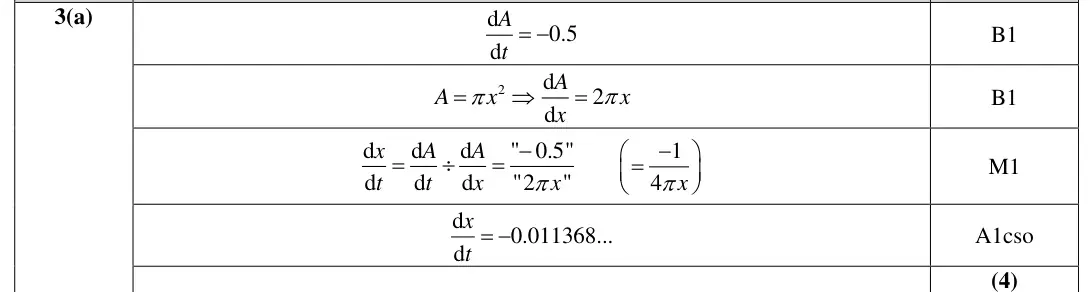 3(a)
dA/dt = −0.5 B1
A = πx² ⇒ dA/dx = 2πx B1
dx/dt = dA/dt ÷ dA/dx = "−0.5"/"2πx" (= −1/4πx) M1
dx/dt = −0.011368... A1cso
(4)